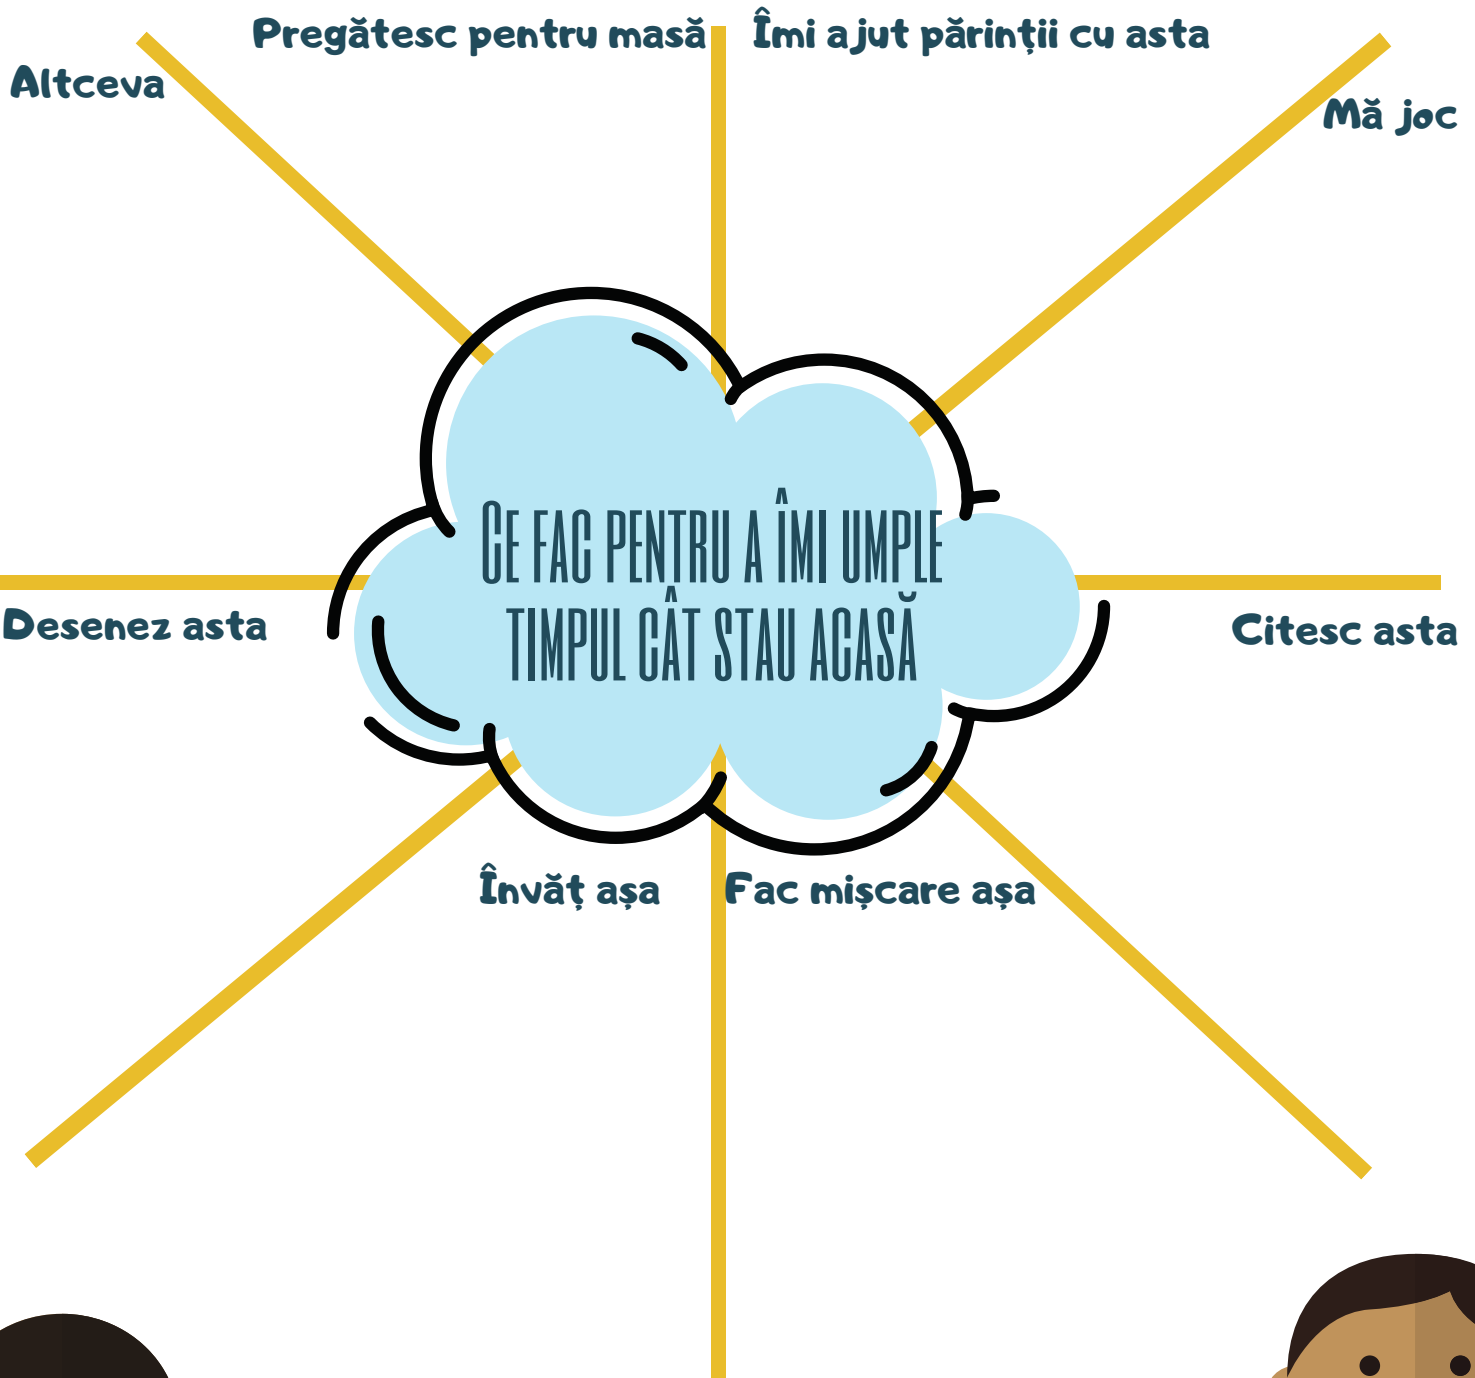 Pregătesc pentru masă
Îmi ajut părinții cu asta
Altceva
Mă joc
Ce fac pentru a îmi umple
timpul cât stau acasă
Desenez asta
Citesc asta
Învăț așa
Fac mișcare așa